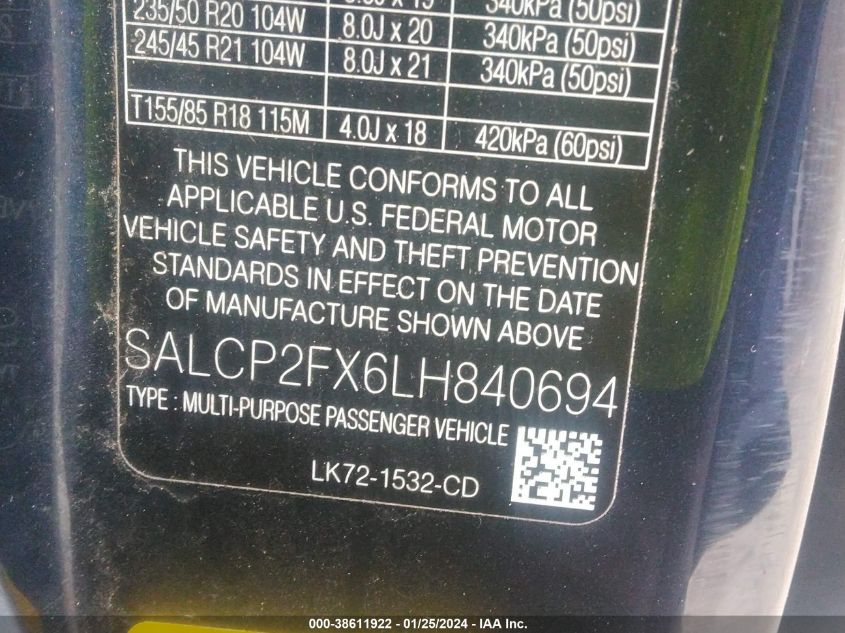 340kPa (50psi)
235/50 R20 104W 8.0J x 20 340kPa (50psi)
245/45 R21 104W 8.0J x 21 340kPa (50psi)
T155/85 R18 115M 4.0J x 18 420kPa (60psi)
THIS VEHICLE CONFORMS TO ALL
APPLICABLE U.S. FEDERAL MOTOR
VEHICLE SAFETY AND THEFT PREVENTION
STANDARDS IN EFFECT ON THE DATE
OF MANUFACTURE SHOWN ABOVE
SALCP2FX6LH840694
TYPE : MULTI-PURPOSE PASSENGER VEHICLE
LK72-1532-CD
000-38611922 - 01/25/2024 - IAA Inc.